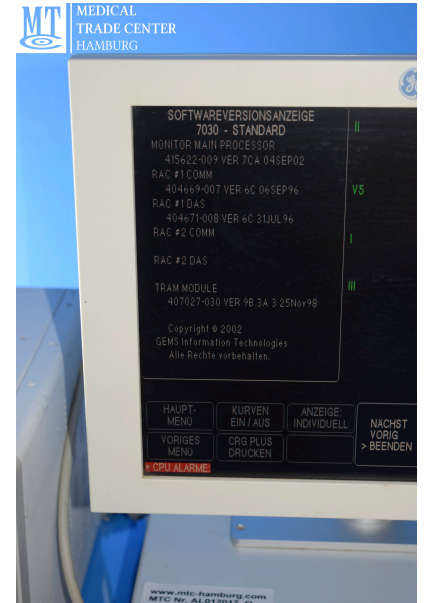 MT
MEDICAL
TRADE CENTER
HAMBURG
SOFTWAREVERSIONSANZEIGE
7030 - STANDARD
MONITOR MAIN PROCESSOR
415622-009 VER 7CA 04SEP02
RAC #1 COMM
404669-007 VER 6C 06SEP96
RAC #1 DAS
404671-008 VER 6C 31JUL96
RAC #2 COMM
RAC #2 DAS
TRAM MODULE
407027-030 VER 9B 3A 3 25Nov98
Copyright © 2002
GEMS Information Technologies
Alle Rechte vorbehalten.
II
V5
I
III
HAUPT-
MENÜ
KURVEN
EIN / AUS
ANZEIGE:
INDIVIDUELL
VORIGES
MENÜ
CRG PLUS
DRUCKEN
NÄCHST
VORIG
> BEENDEN
* CPU ALARME:
www.mtc-hamburg.com
MTC Nr. AL012017